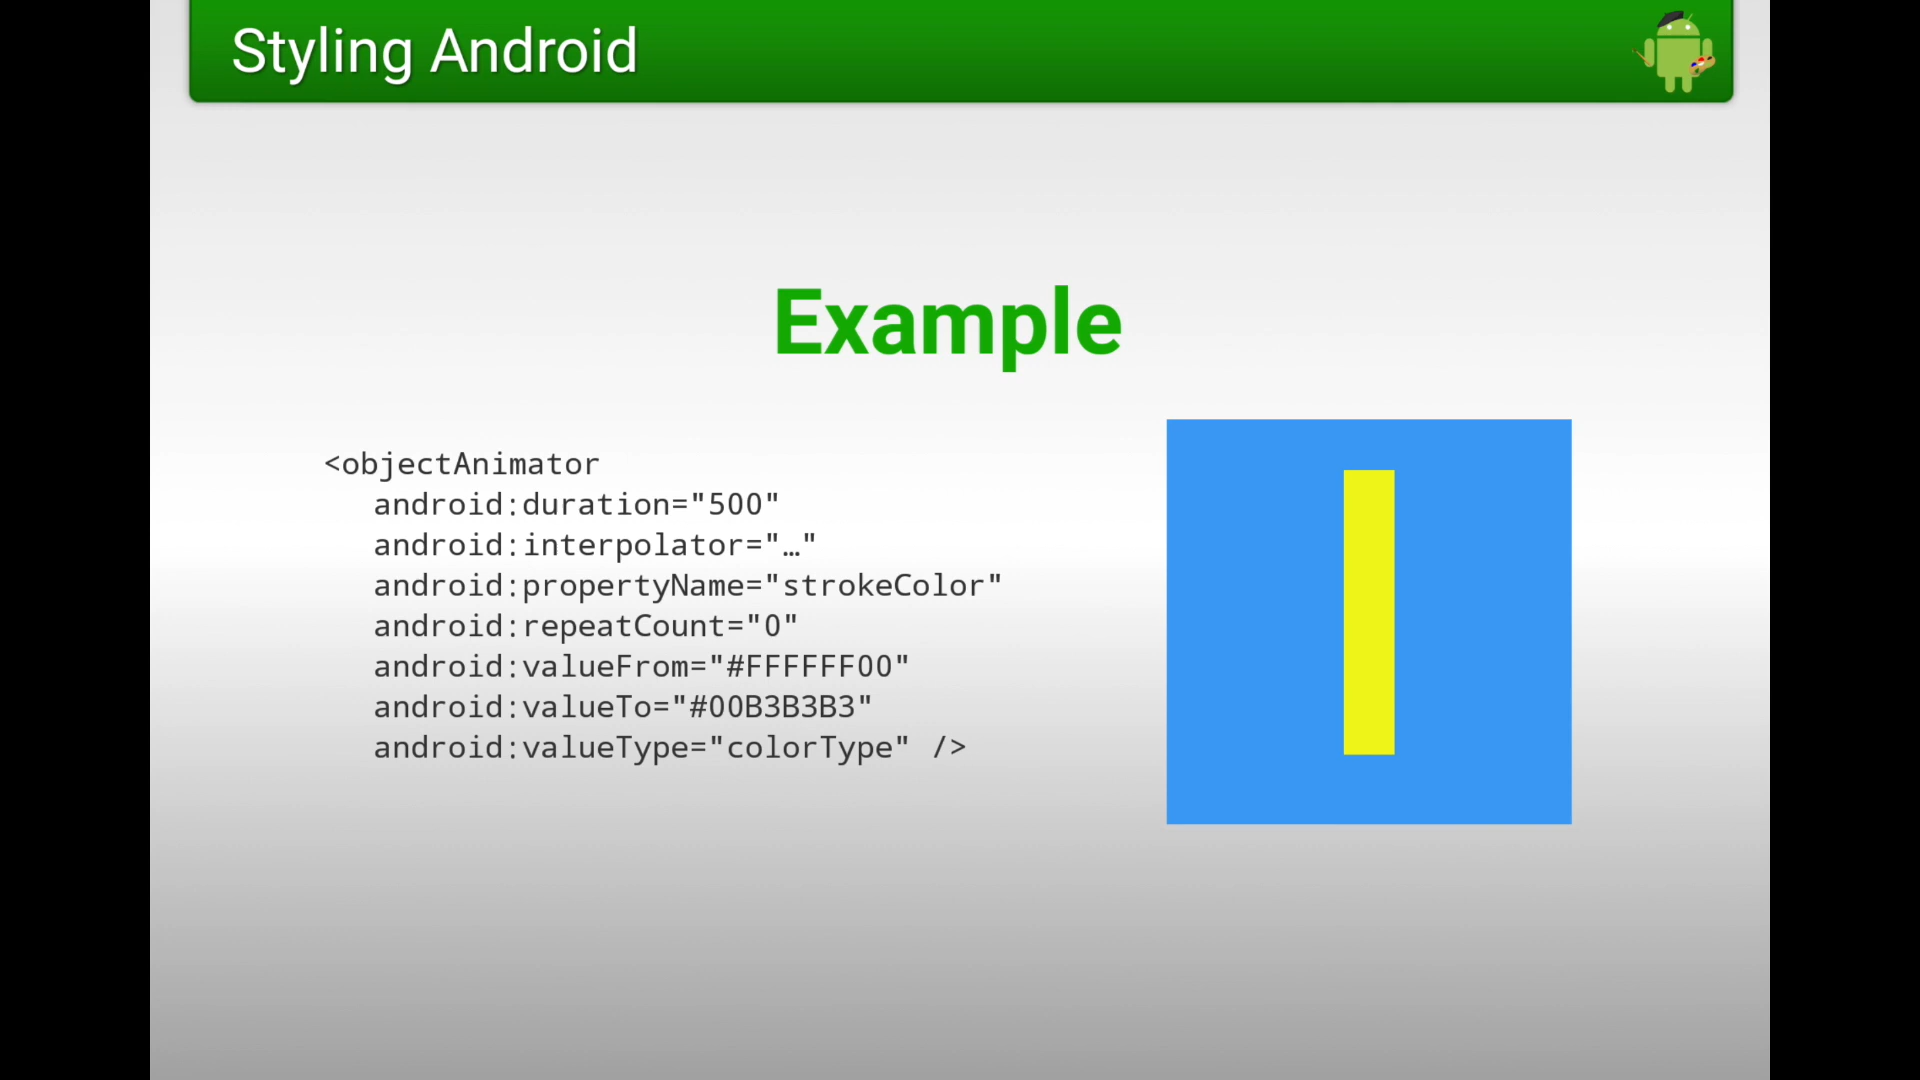 Styling Android
Example
<objectAnimator
android:duration="500"
android:interpolator="…"
android:propertyName="strokeColor"
android:repeatCount="0"
android:valueFrom="#FFFFFF00"
android:valueTo="#00B3B3B3"
android:valueType="colorType" />